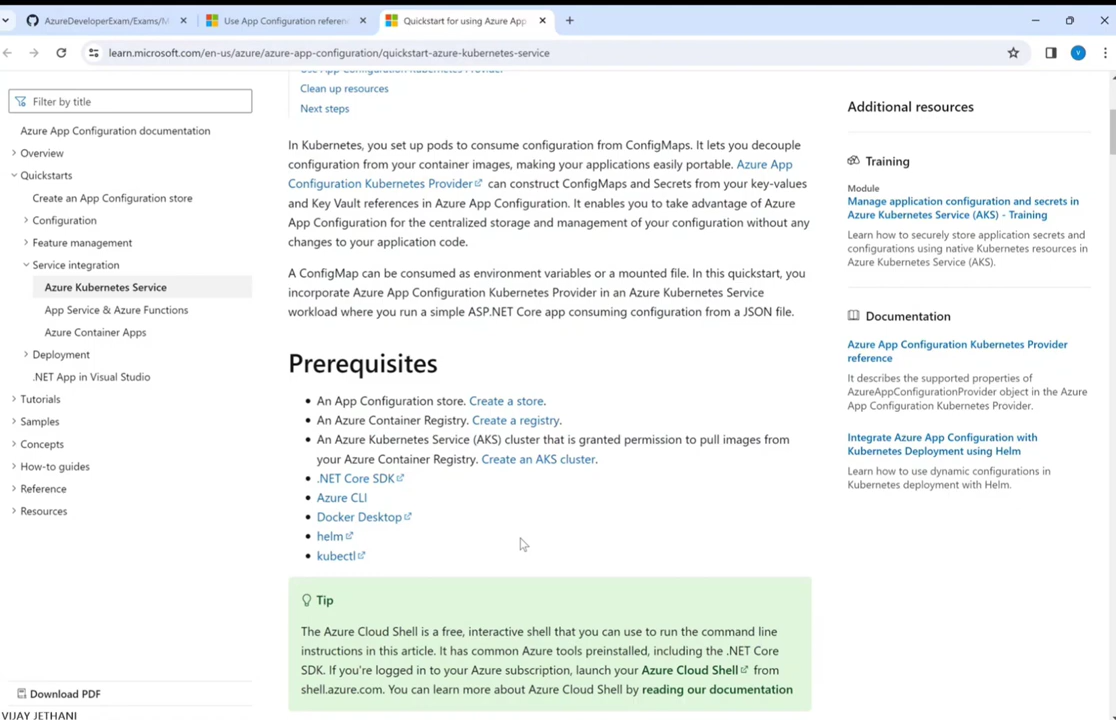 AzureDeveloperExam/Exams/M
Use App Configuration referenc
Quickstart for using Azure App
learn.microsoft.com/en-us/azure/azure-app-configuration/quickstart-azure-kubernetes-service
V
Filter by title
Azure App Configuration documentation
Overview
Quickstarts
Create an App Configuration store
Configuration
Feature management
Service integration
Azure Kubernetes Service
App Service & Azure Functions
Azure Container Apps
Deployment
.NET App in Visual Studio
Tutorials
Samples
Concepts
How-to guides
Reference
Resources
Download PDF
VIJAY JETHANI
Use App Configuration Kubernetes Provider
Clean up resources
Next steps
In Kubernetes, you set up pods to consume configuration from ConfigMaps. It lets you decouple
configuration from your container images, making your applications easily portable. Azure App
Configuration Kubernetes Provider can construct ConfigMaps and Secrets from your key-values
and Key Vault references in Azure App Configuration. It enables you to take advantage of Azure
App Configuration for the centralized storage and management of your configuration without any
changes to your application code.
A ConfigMap can be consumed as environment variables or a mounted file. In this quickstart, you
incorporate Azure App Configuration Kubernetes Provider in an Azure Kubernetes Service
workload where you run a simple ASP.NET Core app consuming configuration from a JSON file.
Prerequisites
• An App Configuration store. Create a store.
• An Azure Container Registry. Create a registry.
• An Azure Kubernetes Service (AKS) cluster that is granted permission to pull images from
your Azure Container Registry. Create an AKS cluster.
• .NET Core SDK
• Azure CLI
• Docker Desktop
• helm
• kubectl
Tip
The Azure Cloud Shell is a free, interactive shell that you can use to run the command line
instructions in this article. It has common Azure tools preinstalled, including the .NET Core
SDK. If you're logged in to your Azure subscription, launch your Azure Cloud Shell from
shell.azure.com. You can learn more about Azure Cloud Shell by reading our documentation
Additional resources
Training
Module
Manage application configuration and secrets in
Azure Kubernetes Service (AKS) - Training
Learn how to securely store application secrets and
configurations using native Kubernetes resources in
Azure Kubernetes Service (AKS).
Documentation
Azure App Configuration Kubernetes Provider
reference
It describes the supported properties of
AzureAppConfigurationProvider object in the Azure
App Configuration Kubernetes Provider.
Integrate Azure App Configuration with
Kubernetes Deployment using Helm
Learn how to use dynamic configurations in
Kubernetes deployment with Helm.